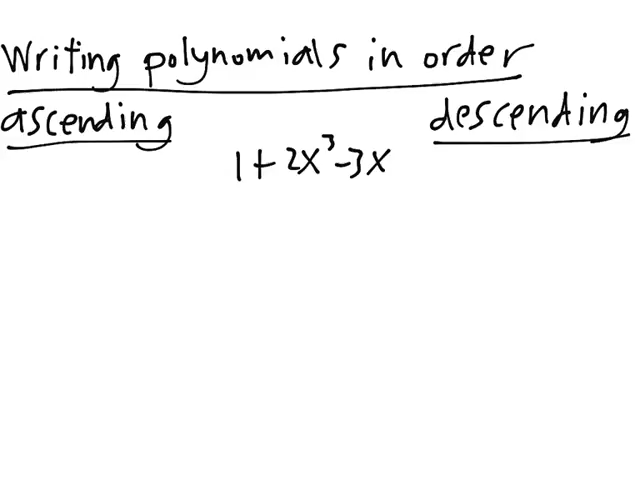 Writing polynomials in order
ascending descending
1 + 2x³ - 3x